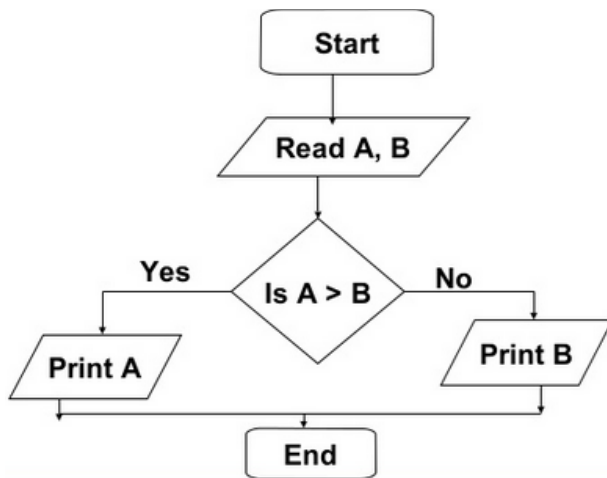 Start
Read A, B
Yes
Is A > B
No
Print A
Print B
End